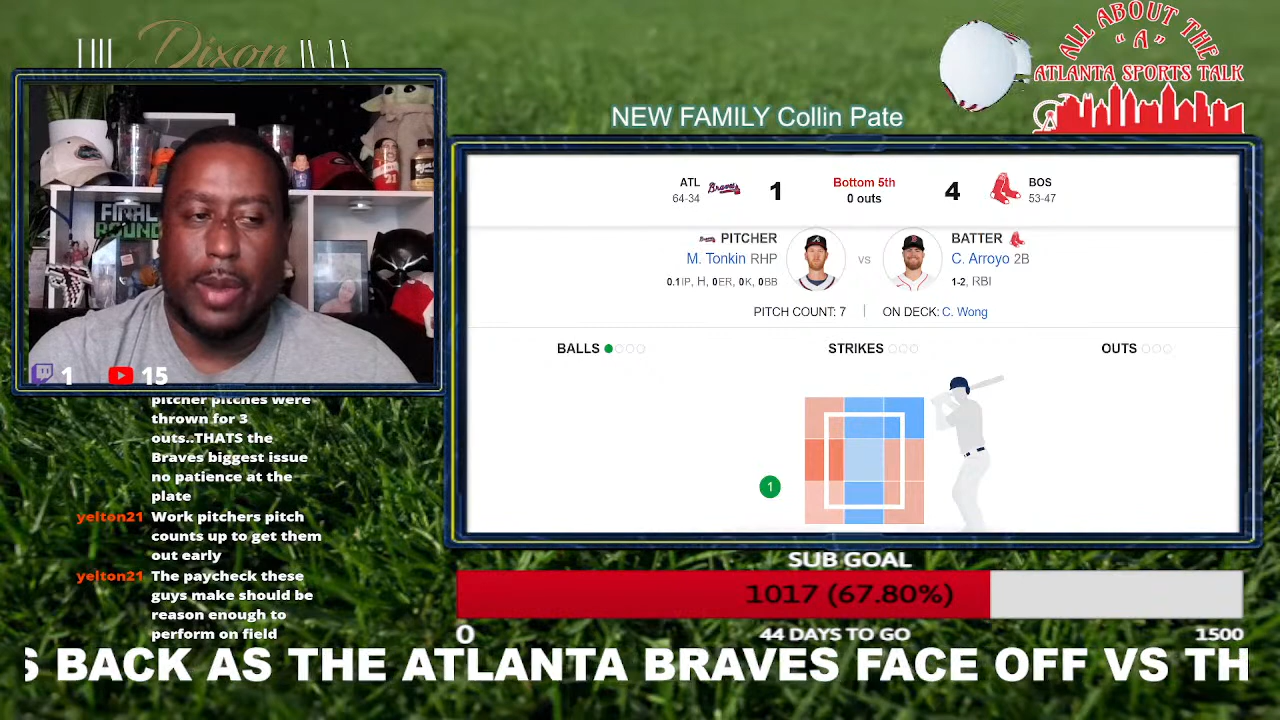 Dixon
ALL ABOUT THE
"A"
ATLANTA SPORTS TALK
NEW FAMILY Collin Pate
FINAL
ROUND
21
ATL
64-34
Braves
1
Bottom 5th
0 outs
4
BOS
53-47
PITCHER
M. Tonkin RHP
0.1IP, H, 0ER, 0K, 0BB
vs
BATTER
C. Arroyo 2B
1-2, RBI
PITCH COUNT: 7
ON DECK: C. Wong
BALLS
STRIKES
OUTS
1
1
15
pitcher pitches were
thrown for 3
outs..THATS the
Braves biggest issue
no patience at the
plate
yelton21 Work pitchers pitch
counts up to get them
out early
yelton21 The paycheck these
guys make should be
reason enough to
perform on field
SUB GOAL
1017 (67.80%)
0
44 DAYS TO GO
1500
S BACK AS THE ATLANTA BRAVES FACE OFF VS TH